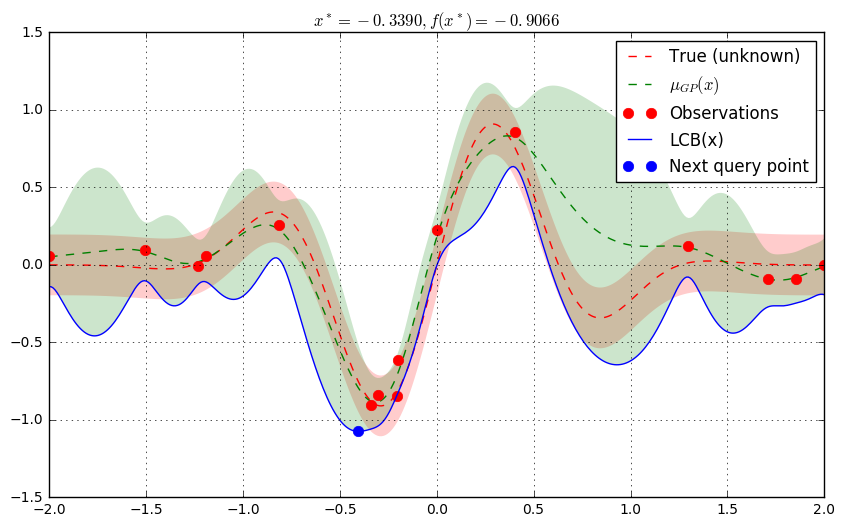 x* = −0.3390, f(x*) = −0.9066
1.5
1.0
0.5
0.0
−0.5
−1.0
−1.5
−2.0 −1.5 −1.0 −0.5 0.0 0.5 1.0 1.5 2.0
True (unknown)
μGP(x)
Observations
LCB(x)
Next query point